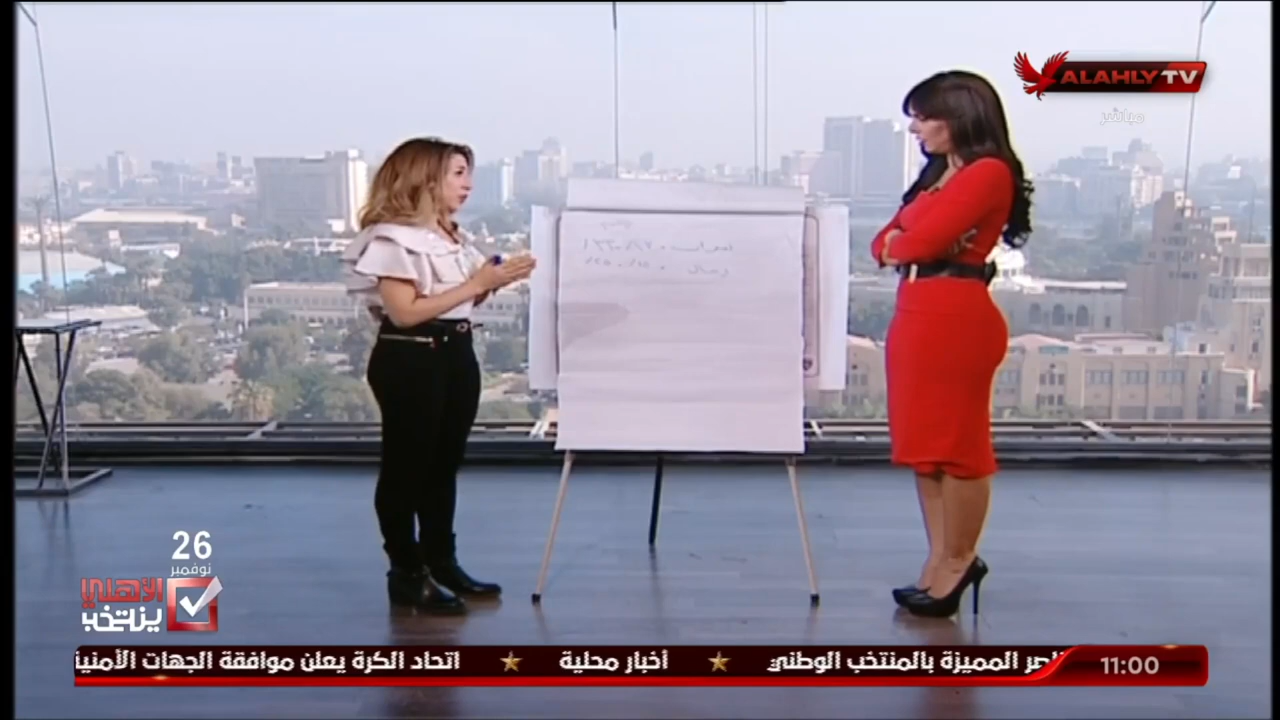 ALAHLY TV
مباشر
26
نوفمبر
الأهلي
ينتخب
11:00
المميزة بالمنتخب الوطني ★ أخبار محلية ★ اتحاد الكرة يعلن موافقة الجهات الأمنية